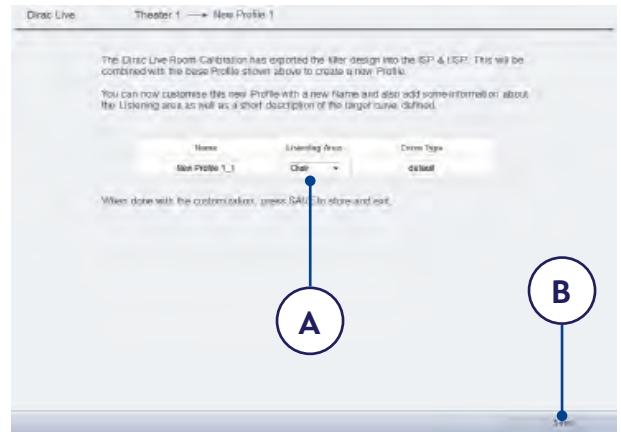 Dirac Live Theater 1 → New Profile 1
The Dirac Live Room Calibration has exported the filter design into the ISP & USP. This will be
combined with the base Profile shown above to create a new Profile.
You can now customise this new Profile with a new Name and also add some information about
the Listening area as well as a short description of the target curve defined.
Name Listening Area Curve Type
New Profile 1_1 Chair default
When done with the customization, press SAVE to store and exit.
B
A
Save